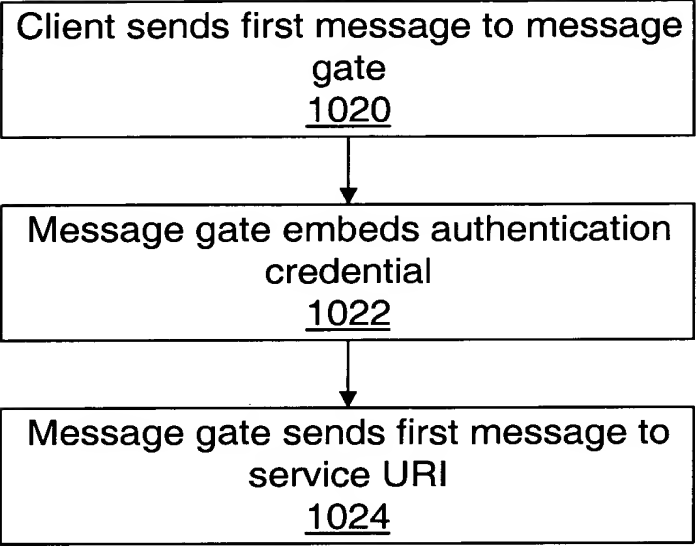 Client sends first message to message
gate
1020
Message gate embeds authentication
credential
1022
Message gate sends first message to
service URI
1024